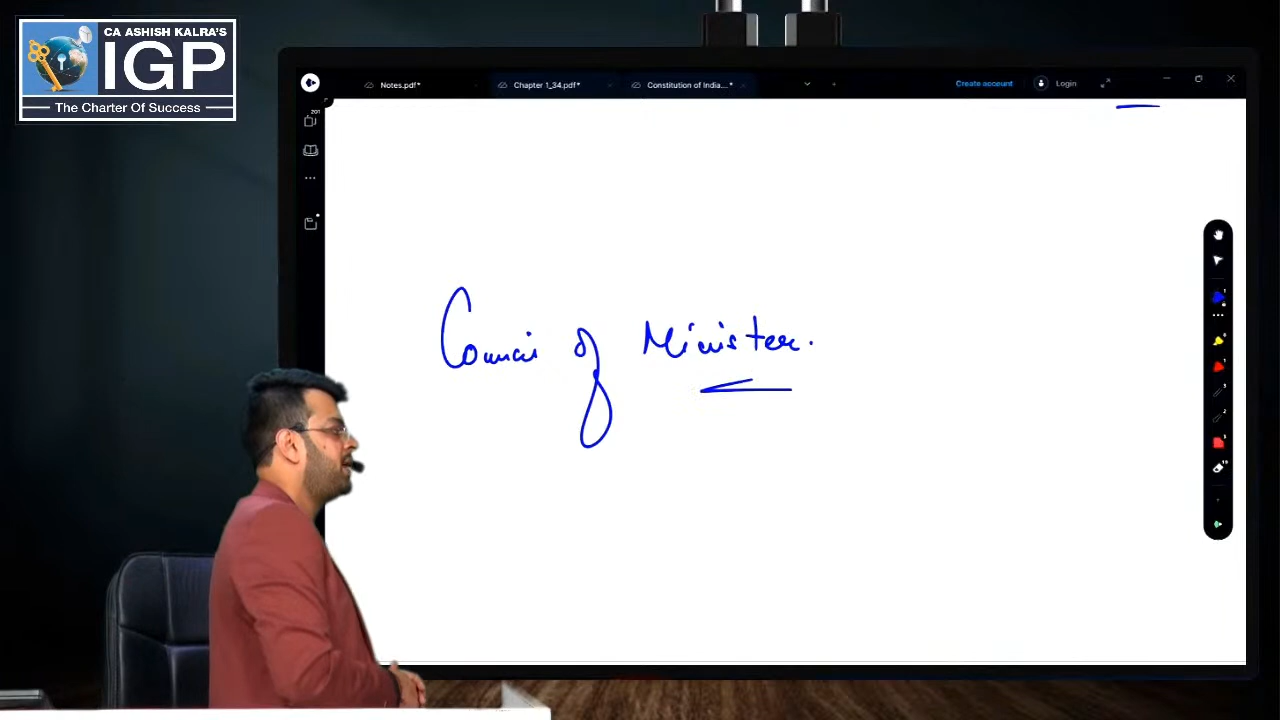 CA ASHISH KALRA'S
IGP
The Charter Of Success
Notes.pdf*
Chapter 1_34.pdf*
Constitution of India....*
Create account
Login
201
Council of Minister.